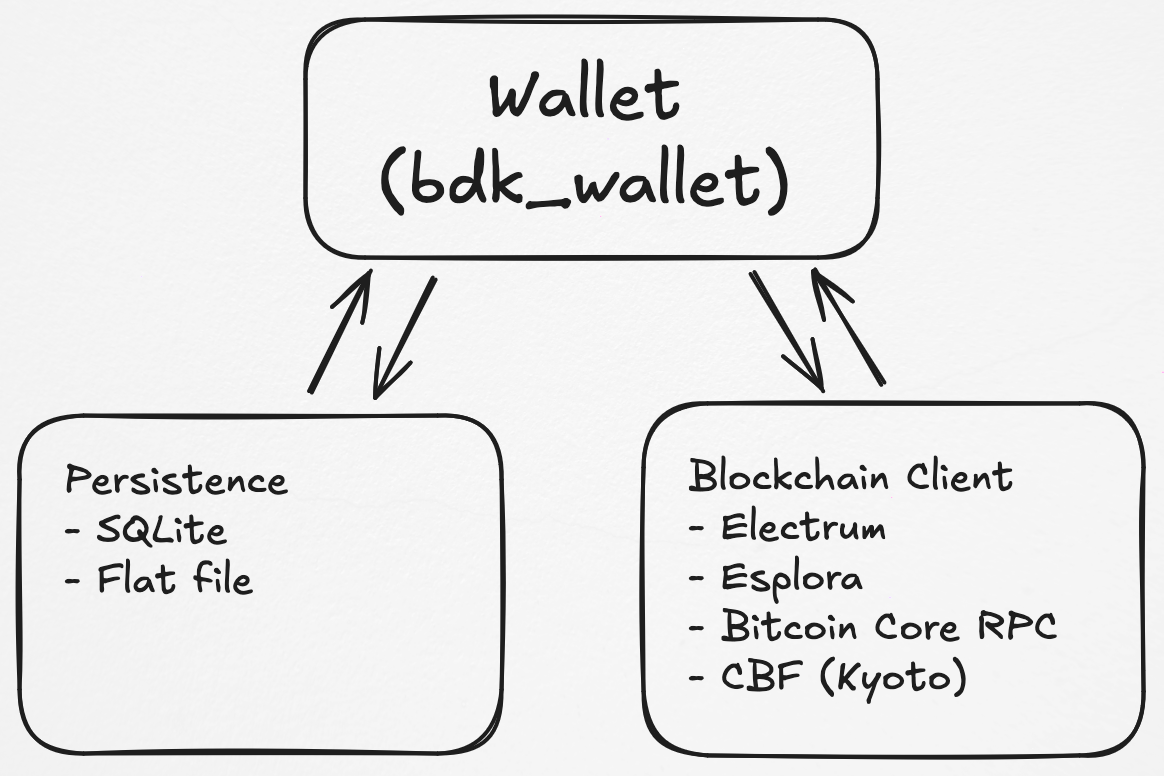 Wallet
(bdk_wallet)
Persistence
- SQLite
- Flat file
Blockchain Client
- Electrum
- Esplora
- Bitcoin Core RPC
- CBF (Kyoto)